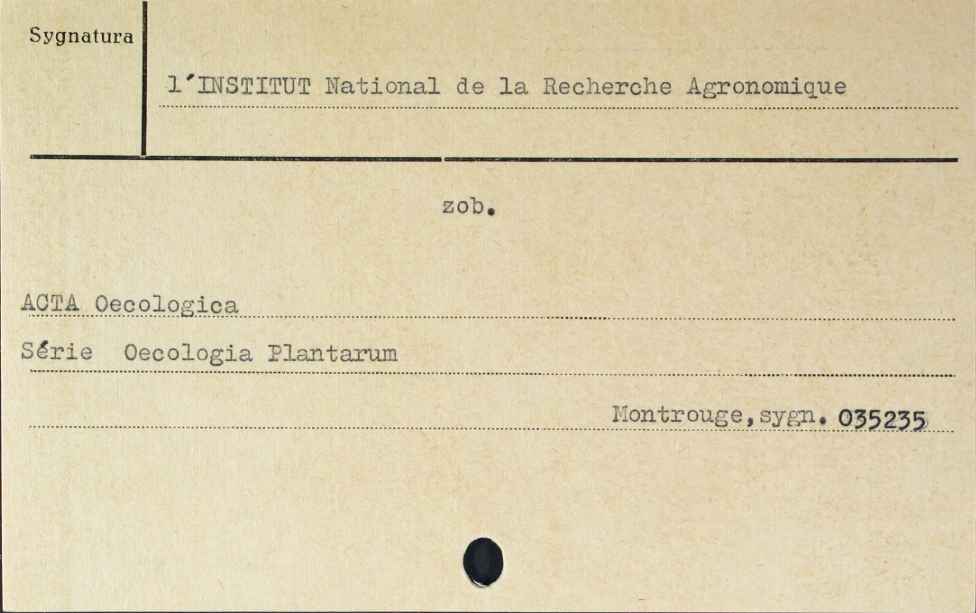 Sygnatura
l'INSTITUT National de la Recherche Agronomique
zob.
ACTA Oecologica
Série Oecologia Plantarum
Montrouge, sygn. 035235